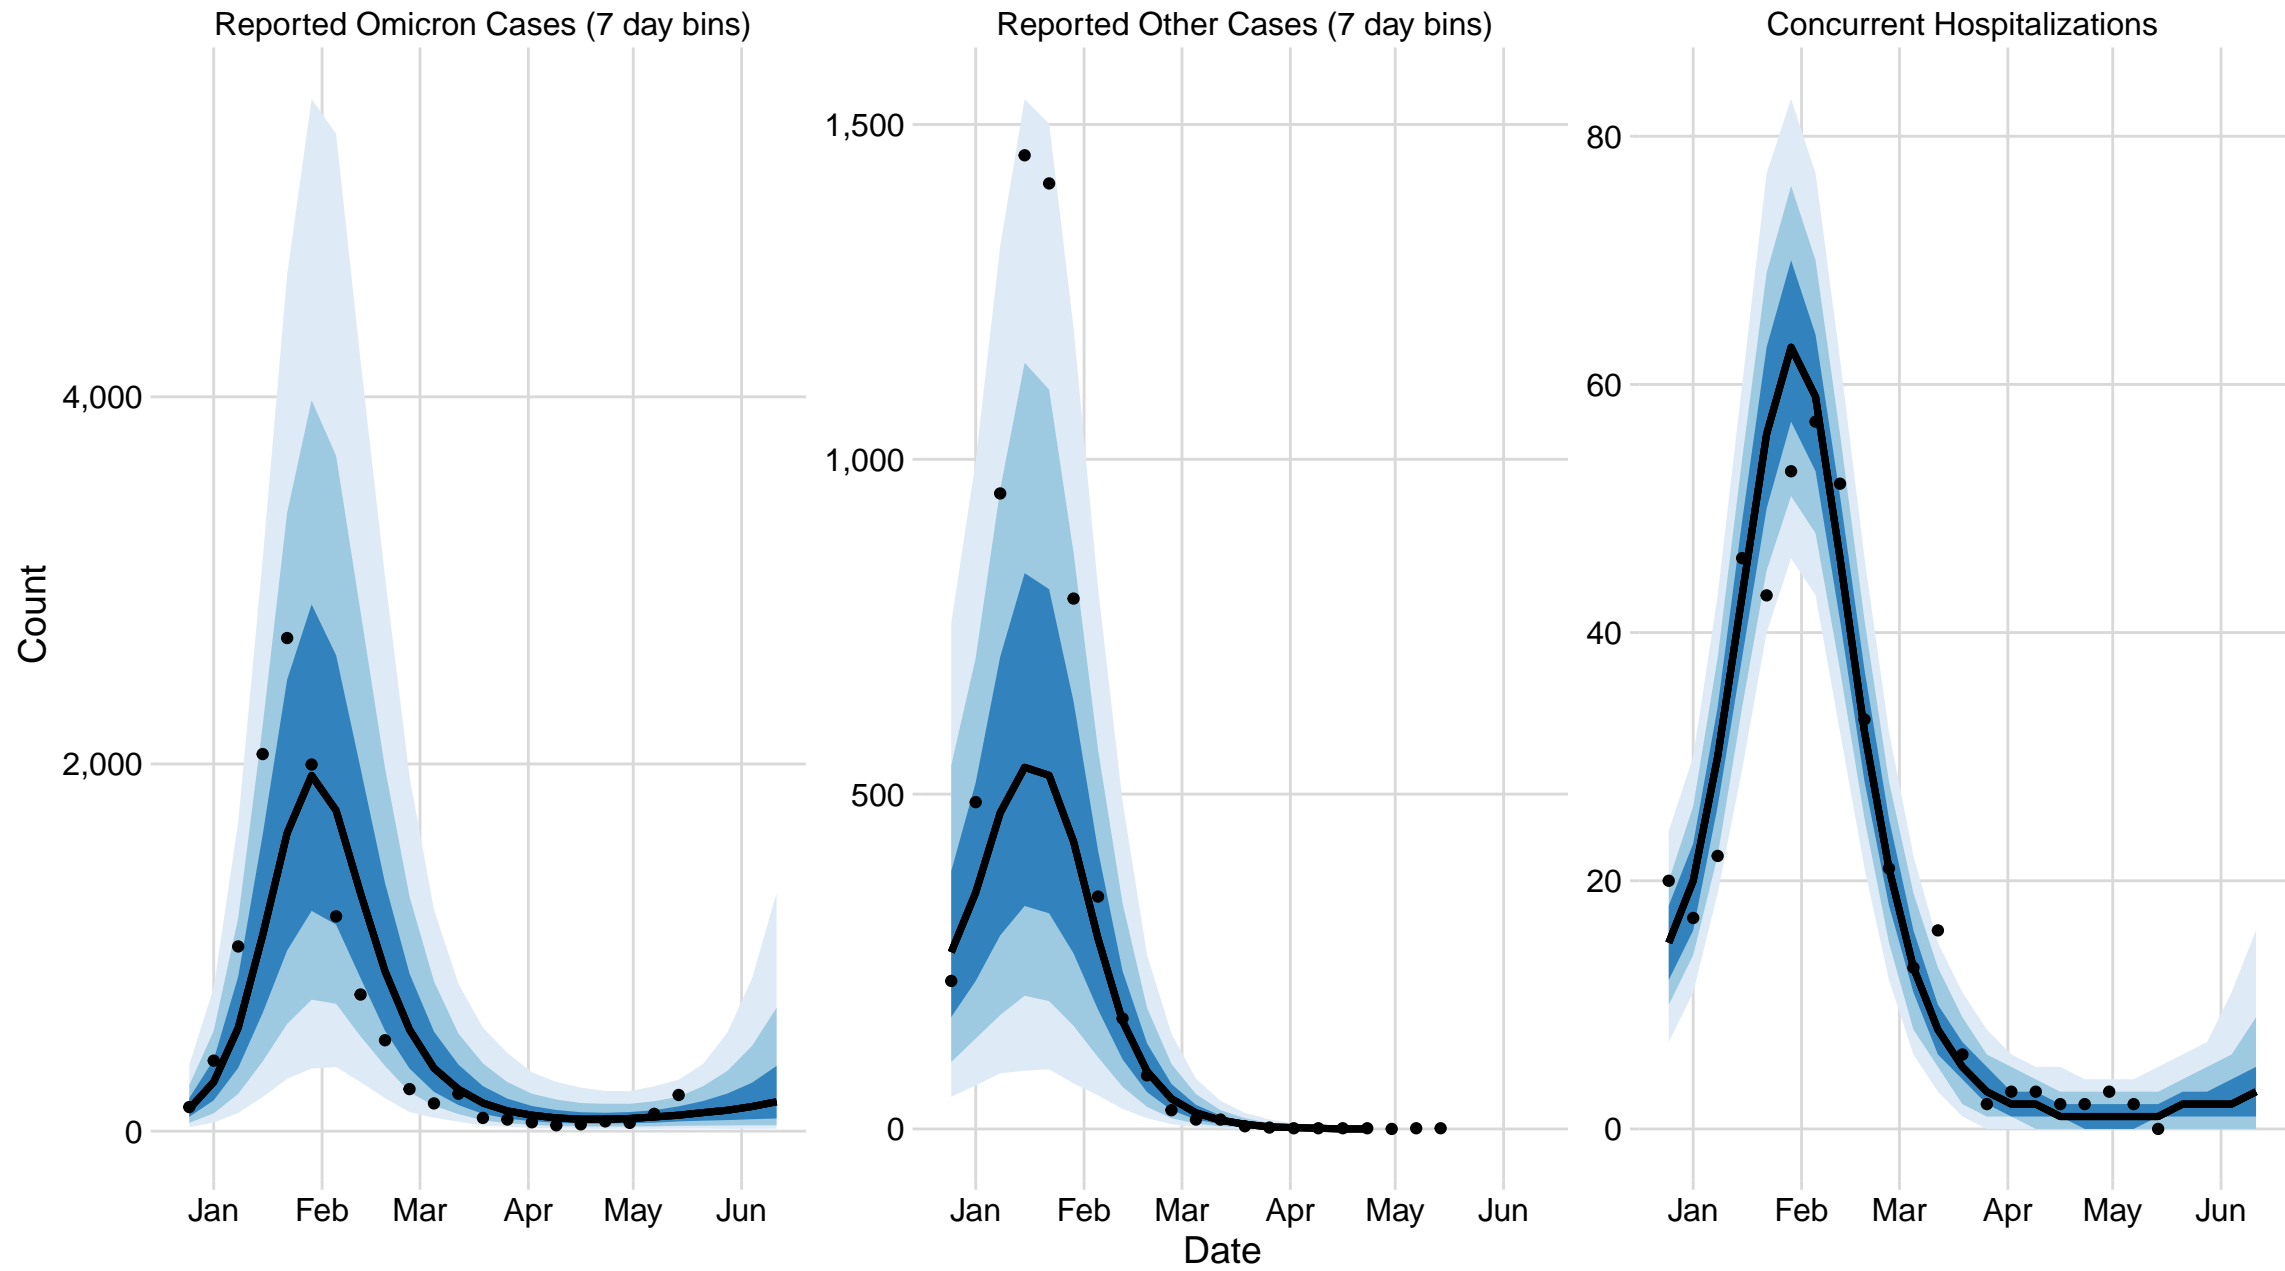 Reported Omicron Cases (7 day bins)
Reported Other Cases (7 day bins)
Concurrent Hospitalizations
Count
4,000
2,000
0
1,500
1,000
500
0
80
60
40
20
0
Jan Feb Mar Apr May Jun
Jan Feb Mar Apr May Jun
Jan Feb Mar Apr May Jun
Date